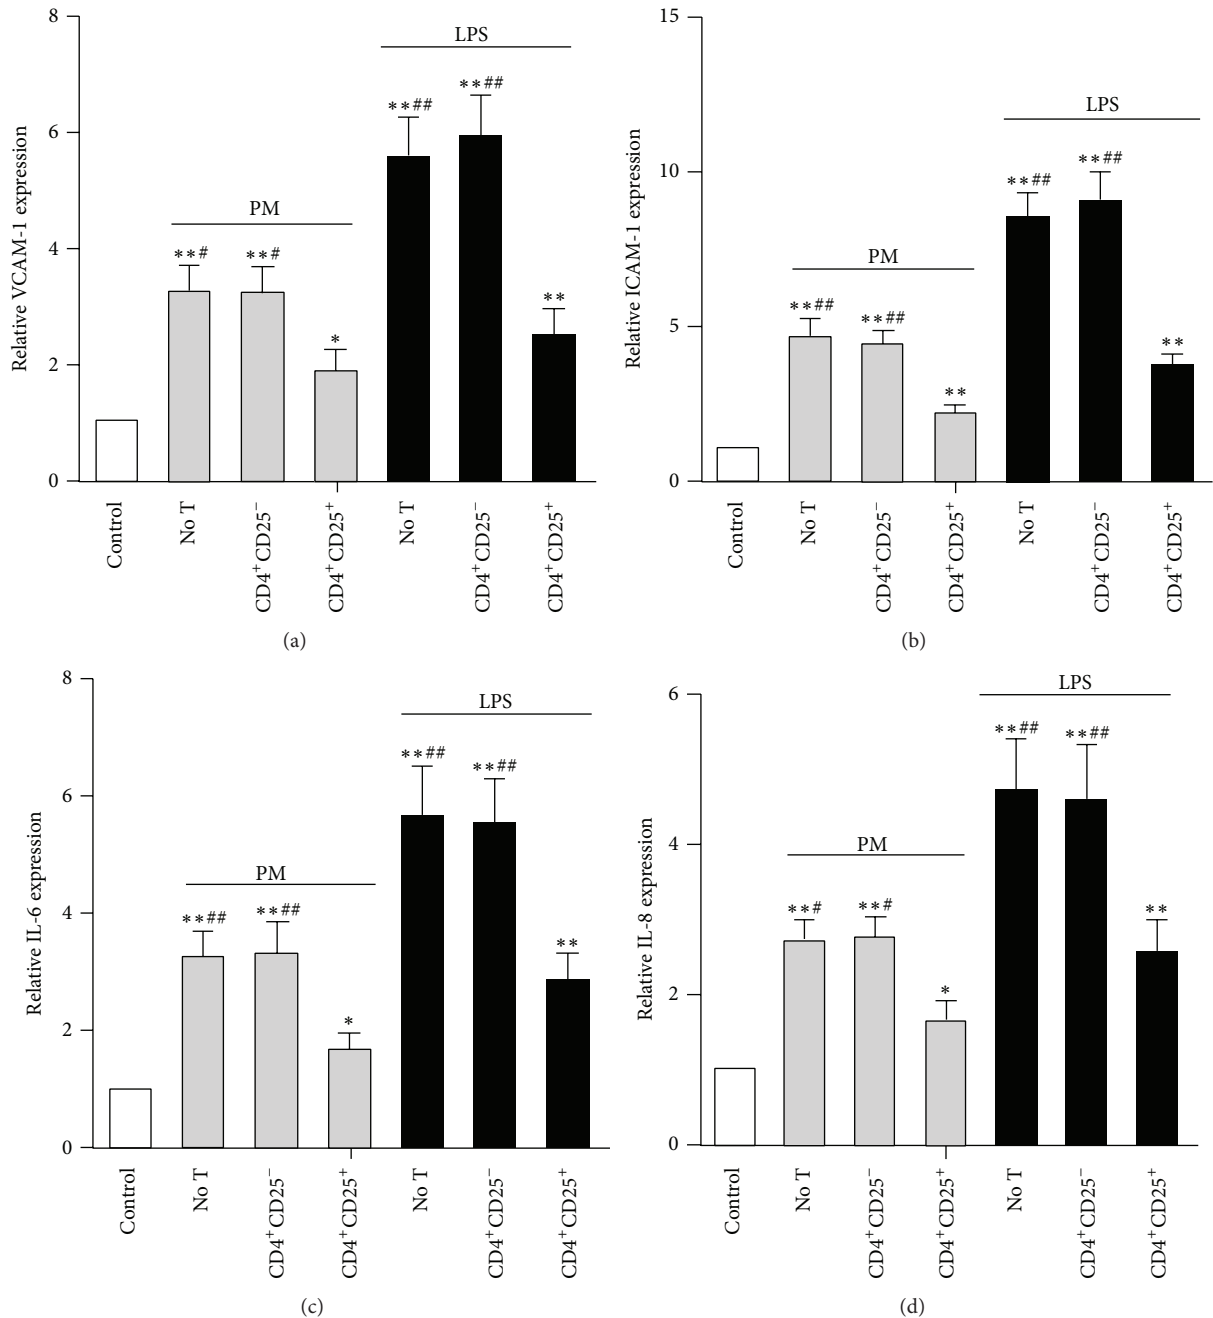 8
6
4
2
0
Relative VCAM-1 expression
PM
LPS
**#
**#
*
**##
**##
**
Control
No T
CD4⁺CD25⁻
CD4⁺CD25⁺
No T
CD4⁺CD25⁻
CD4⁺CD25⁺
(a)
15
10
5
0
Relative ICAM-1 expression
PM
LPS
**##
**##
**
**##
**##
**
Control
No T
CD4⁺CD25⁻
CD4⁺CD25⁺
No T
CD4⁺CD25⁻
CD4⁺CD25⁺
(b)
8
6
4
2
0
Relative IL-6 expression
PM
LPS
**##
**##
*
**##
**##
**
Control
No T
CD4⁺CD25⁻
CD4⁺CD25⁺
No T
CD4⁺CD25⁻
CD4⁺CD25⁺
(c)
6
4
2
0
Relative IL-8 expression
PM
LPS
**#
**#
*
**##
**##
**
Control
No T
CD4⁺CD25⁻
CD4⁺CD25⁺
No T
CD4⁺CD25⁻
CD4⁺CD25⁺
(d)